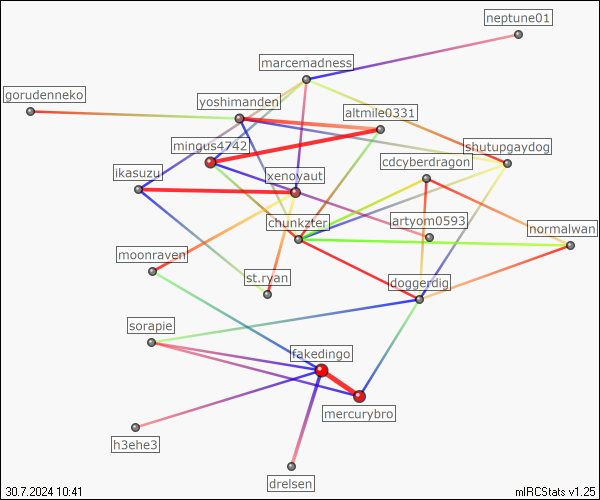 neptune01
marcemadness
gorudenneko
yoshimanden
altmile0331
mingus4742
shutupgaydog
cdcyberdragon
ikasuzu
xenoyaut
chunkzter
artyom0593
normalwan
moonraven
st.ryan
doggerdig
sorapie
fakedingo
mercurybro
h3ehe3
drelsen
30.7.2024 10:41
mIRCStats v1.25